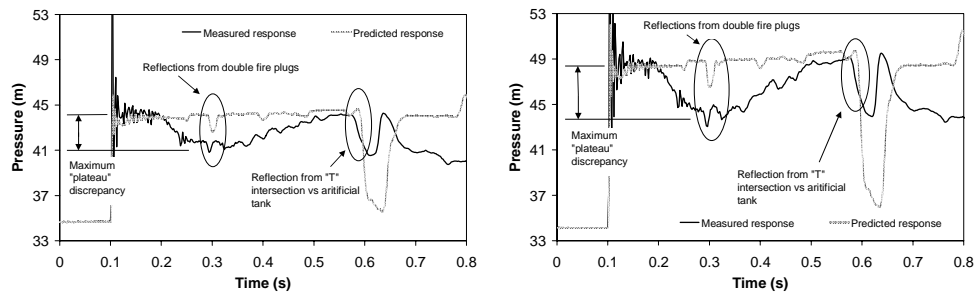 53
49
45
41
37
33
Pressure (m)
Measured response
Predicted response
Reflections from double fire plugs
Maximum
"plateau"
discrepancy
Reflection from "T"
intersection vs aritificial
tank
0
0.1
0.2
0.3
0.4
0.5
0.6
0.7
0.8
Time (s)
53
49
45
41
37
33
Pressure (m)
Reflections from double fire plugs
Maximum
"plateau"
discrepancy
Reflection from "T"
intersection vs aritificial
tank
Measured response
Predicted response
0
0.1
0.2
0.3
0.4
0.5
0.6
0.7
0.8
Time (s)